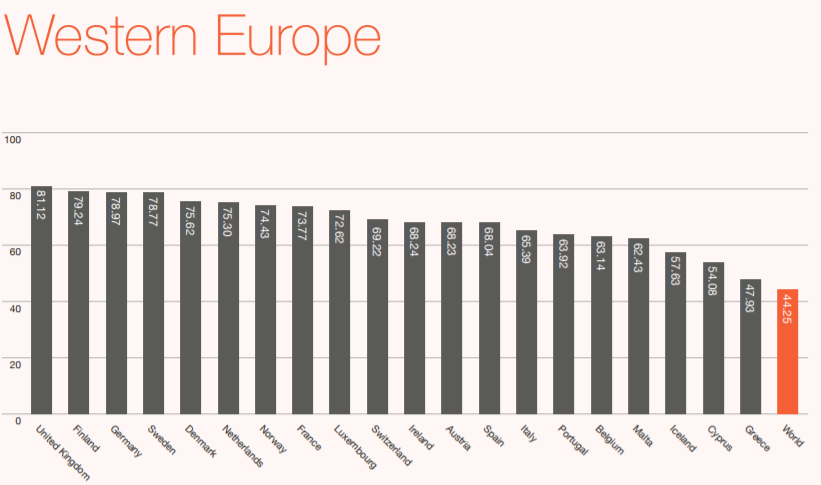 Western Europe
100
80
60
40
20
0
81.12
79.24
78.97
78.77
75.62
75.30
74.43
73.77
72.62
69.22
68.24
68.23
68.04
65.39
63.92
63.14
62.43
57.63
54.08
47.93
44.25
United Kingdom
Finland
Germany
Sweden
Denmark
Netherlands
Norway
France
Luxembourg
Switzerland
Ireland
Austria
Spain
Italy
Portugal
Belgium
Malta
Iceland
Cyprus
Greece
World